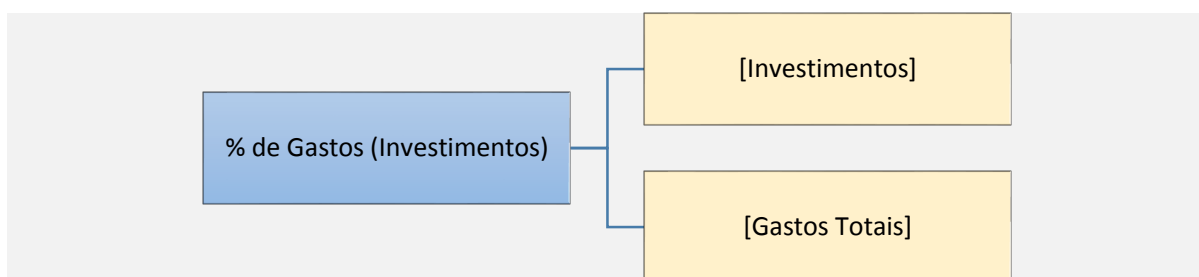 [Investimentos]
% de Gastos (Investimentos)
[Gastos Totais]